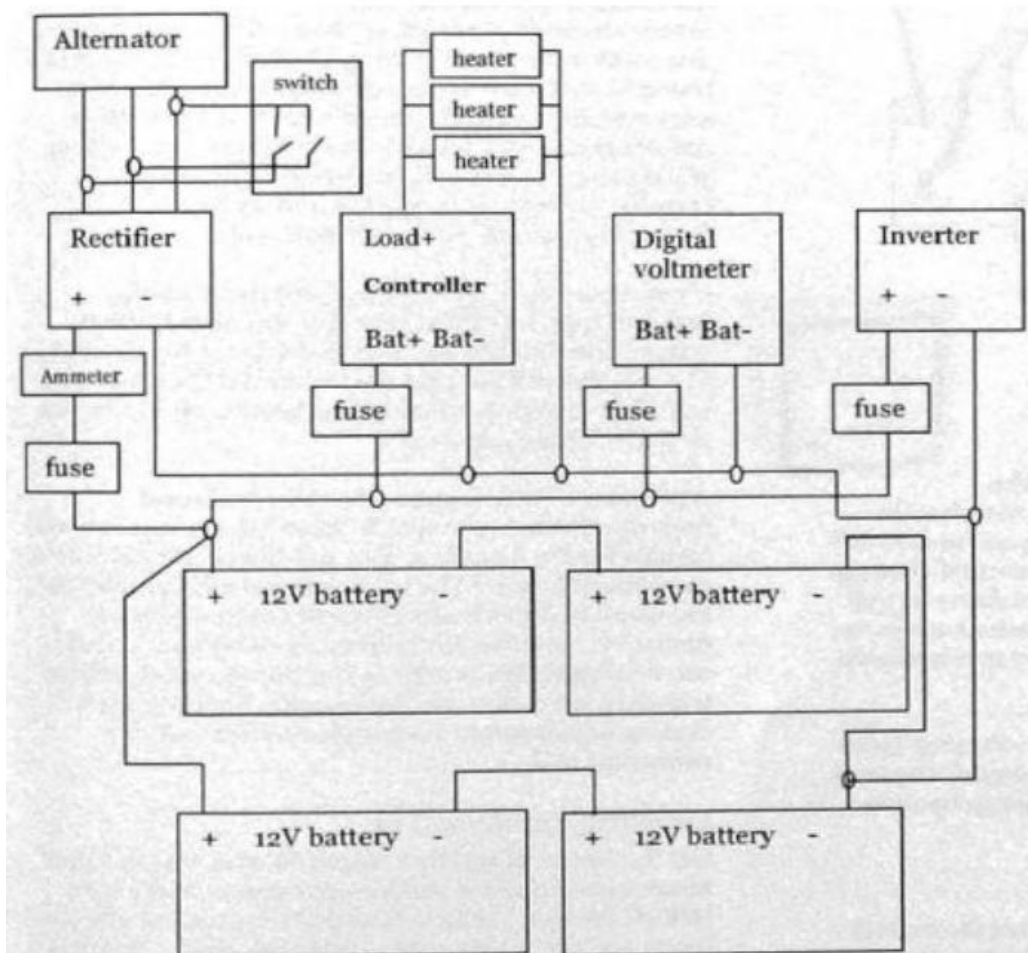 Alternator
switch
heater
heater
heater
Rectifier
+ -
Load+
Controller
Bat+ Bat-
Digital
voltmeter
Bat+ Bat-
Inverter
+ -
Ammeter
fuse
fuse
fuse
fuse
+ 12V battery -
+ 12V battery -
+ 12V battery -
+ 12V battery -